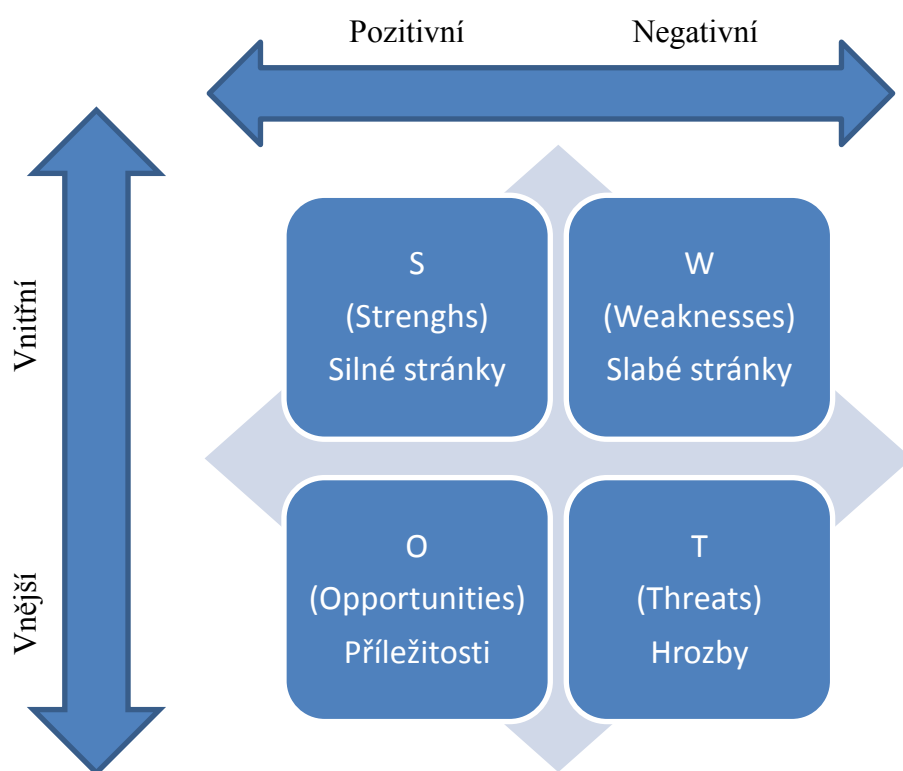 Pozitivní Negativní
Vnitřní
S
(Strenghs)
Silné stránky
W
(Weaknesses)
Slabé stránky
Vnější
O
(Opportunities)
Příležitosti
T
(Threats)
Hrozby